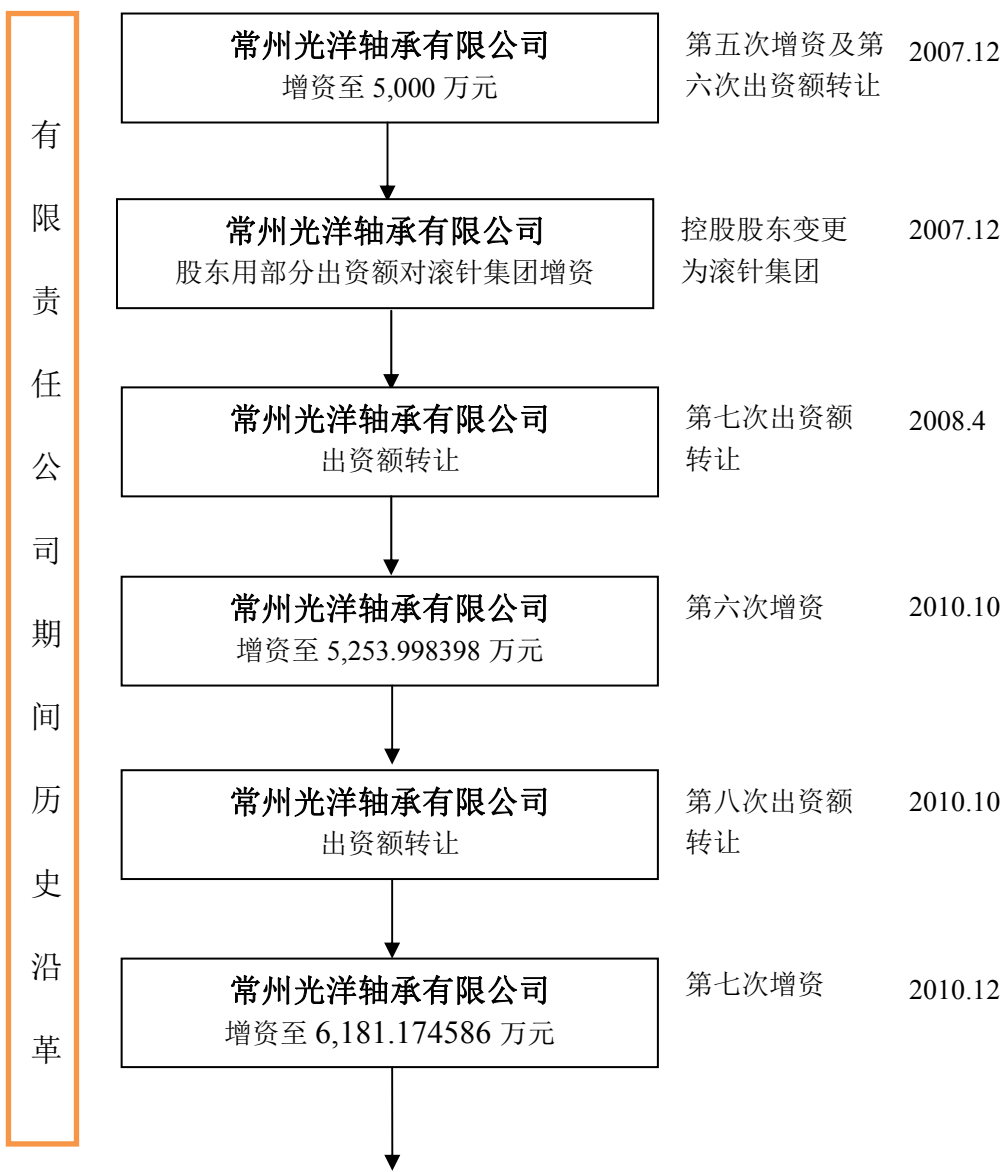 有限责任公司期间历史沿革
常州光洋轴承有限公司
增资至 5,000 万元
第五次增资及第
六次出资额转让
2007.12
常州光洋轴承有限公司
股东用部分出资额对滚针集团增资
控股股东变更
为滚针集团
2007.12
常州光洋轴承有限公司
出资额转让
第七次出资额
转让
2008.4
常州光洋轴承有限公司
增资至 5,253.998398 万元
第六次增资
2010.10
常州光洋轴承有限公司
出资额转让
第八次出资额
转让
2010.10
常州光洋轴承有限公司
增资至 6,181.174586 万元
第七次增资
2010.12